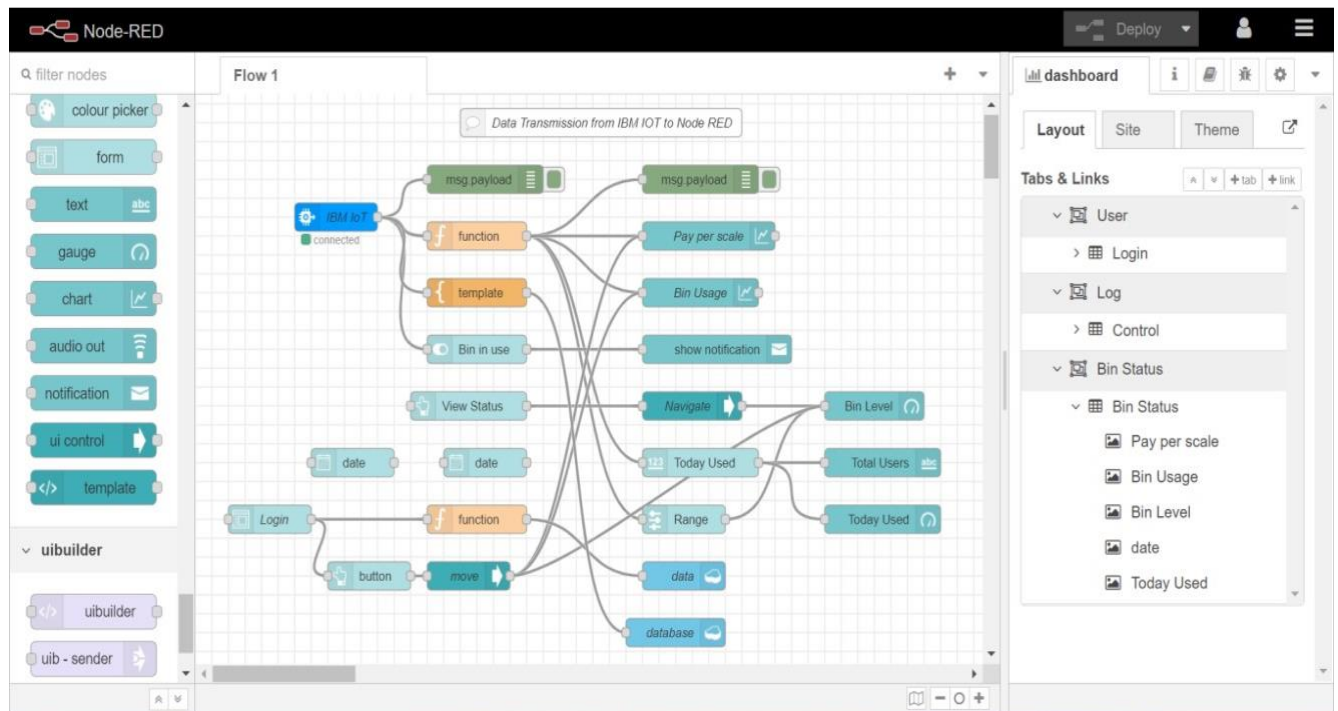 Node-RED
Deploy
filter nodes
colour picker
form
text
abc
gauge
chart
audio out
notification
ui control
template
uibuilder
uibuilder
uib - sender
Flow 1
Data Transmission from IBM IOT to Node RED
msg.payload
msg.payload
IBM IoT
connected
function
Pay per scale
template
Bin Usage
Bin in use
show notification
View Status
Navigate
Bin Level
date
date
123
Today Used
Total Users
abc
Login
function
Range
Today Used
button
move
data
database
dashboard
i
Layout
Site
Theme
Tabs & Links
+tab
+link
User
Login
Log
Control
Bin Status
Bin Status
Pay per scale
Bin Usage
Bin Level
date
Today Used